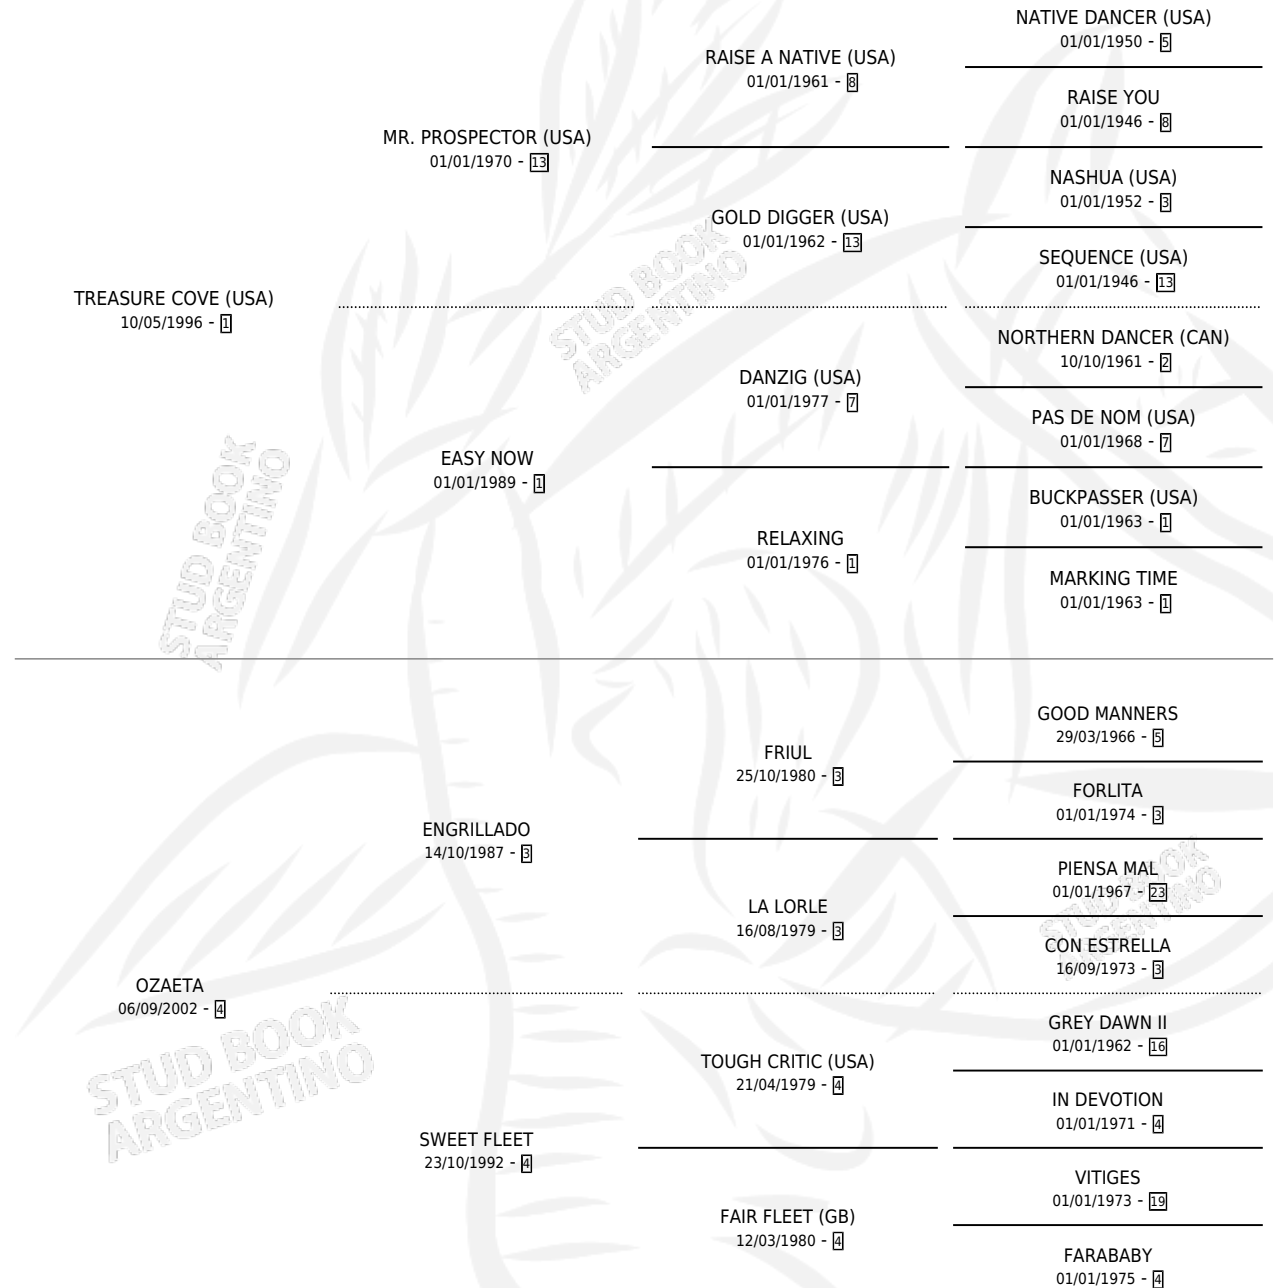 NATIVE DANCER (USA)
01/01/1950 - 5
RAISE A NATIVE (USA)
01/01/1961 - 8
RAISE YOU
01/01/1946 - 8
MR. PROSPECTOR (USA)
01/01/1970 - 13
NASHUA (USA)
01/01/1952 - 3
GOLD DIGGER (USA)
01/01/1962 - 13
SEQUENCE (USA)
01/01/1946 - 13
TREASURE COVE (USA)
10/05/1996 - 1
NORTHERN DANCER (CAN)
10/10/1961 - 2
DANZIG (USA)
01/01/1977 - 7
PAS DE NOM (USA)
01/01/1968 - 7
EASY NOW
01/01/1989 - 1
BUCKPASSER (USA)
01/01/1963 - 1
RELAXING
01/01/1976 - 1
MARKING TIME
01/01/1963 - 1
GOOD MANNERS
29/03/1966 - 5
FRIUL
25/10/1980 - 3
FORLITA
01/01/1974 - 3
ENGRILLADO
14/10/1987 - 3
PIENSA MAL
01/01/1967 - 23
LA LORLE
16/08/1979 - 3
CON ESTRELLA
16/09/1973 - 3
OZAETA
06/09/2002 - 4
GREY DAWN II
01/01/1962 - 16
TOUGH CRITIC (USA)
21/04/1979 - 4
IN DEVOTION
01/01/1971 - 4
SWEET FLEET
23/10/1992 - 4
VITIGES
01/01/1973 - 19
FAIR FLEET (GB)
12/03/1980 - 4
FARABABY
01/01/1975 - 4
STUD BOOK
ARGENTINO
STUD BOOK
ARGENTINO
STUD BOOK
ARGENTINO
STUD BOOK
ARGENTINO